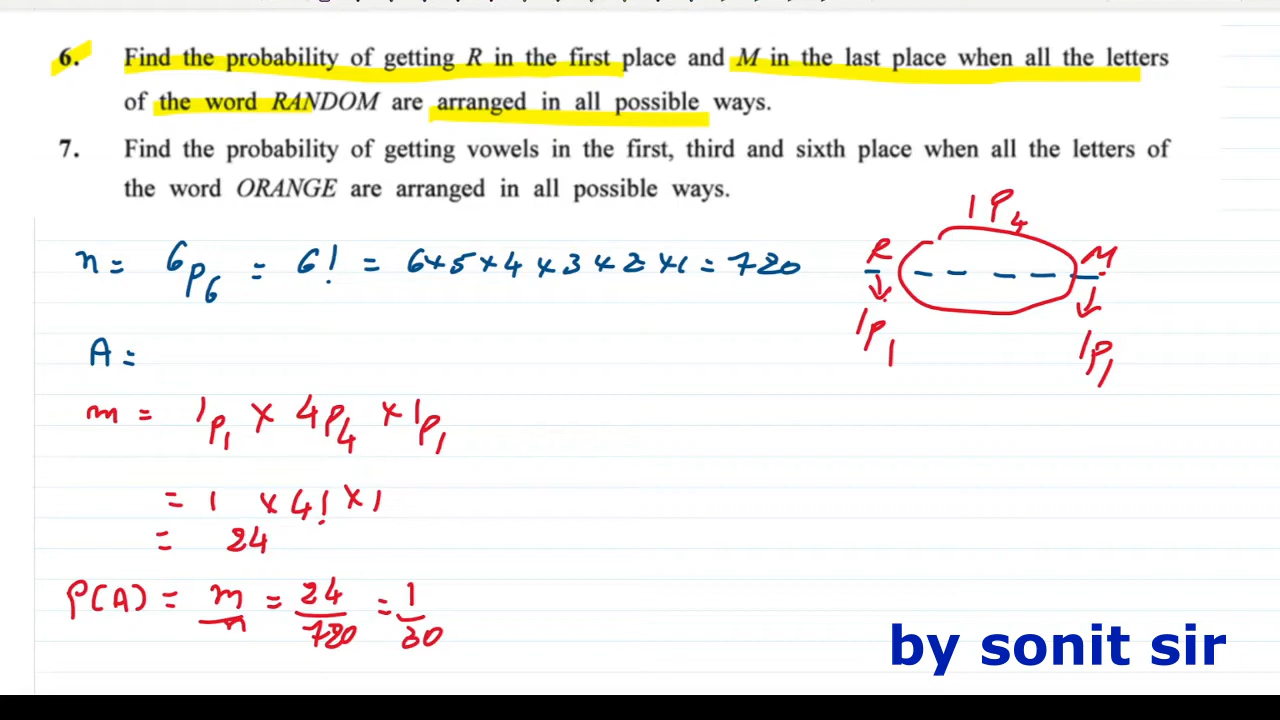 6. Find the probability of getting R in the first place and M in the last place when all the letters
of the word RANDOM are arranged in all possible ways.
7. Find the probability of getting vowels in the first, third and sixth place when all the letters of
the word ORANGE are arranged in all possible ways.
1P4
n = 6P6 = 6! = 6×5×4×3×2×1 = 720
R _ _ _ _ M
1P1 1P1
A =
m = 1P1 × 4P4 × 1P1
= 1 × 4! × 1
= 24
P(A) = m/n = 24/720 = 1/30
by sonit sir